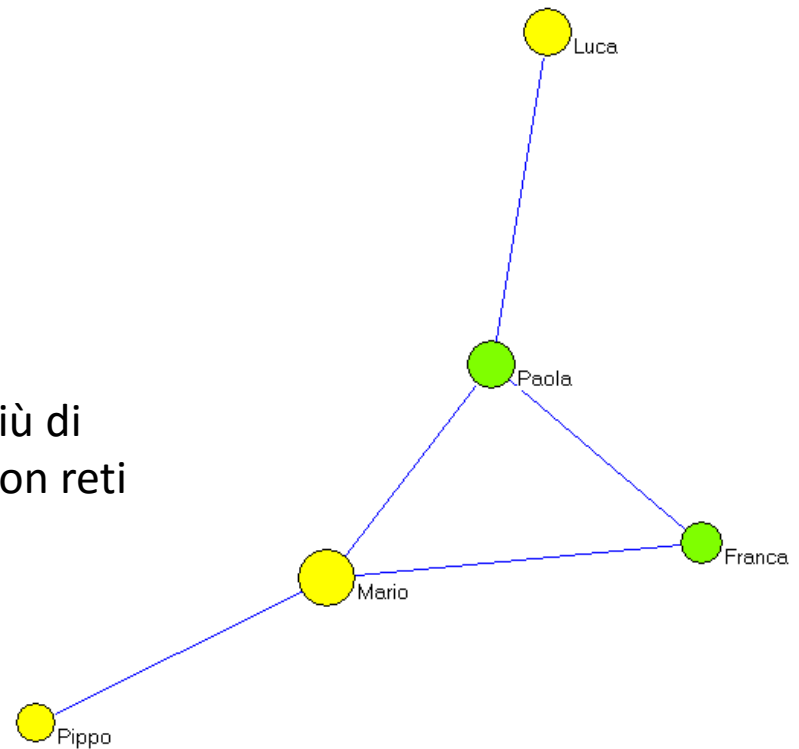 Luca
Paola
iù di
on reti
Franca
Mario
Pippo